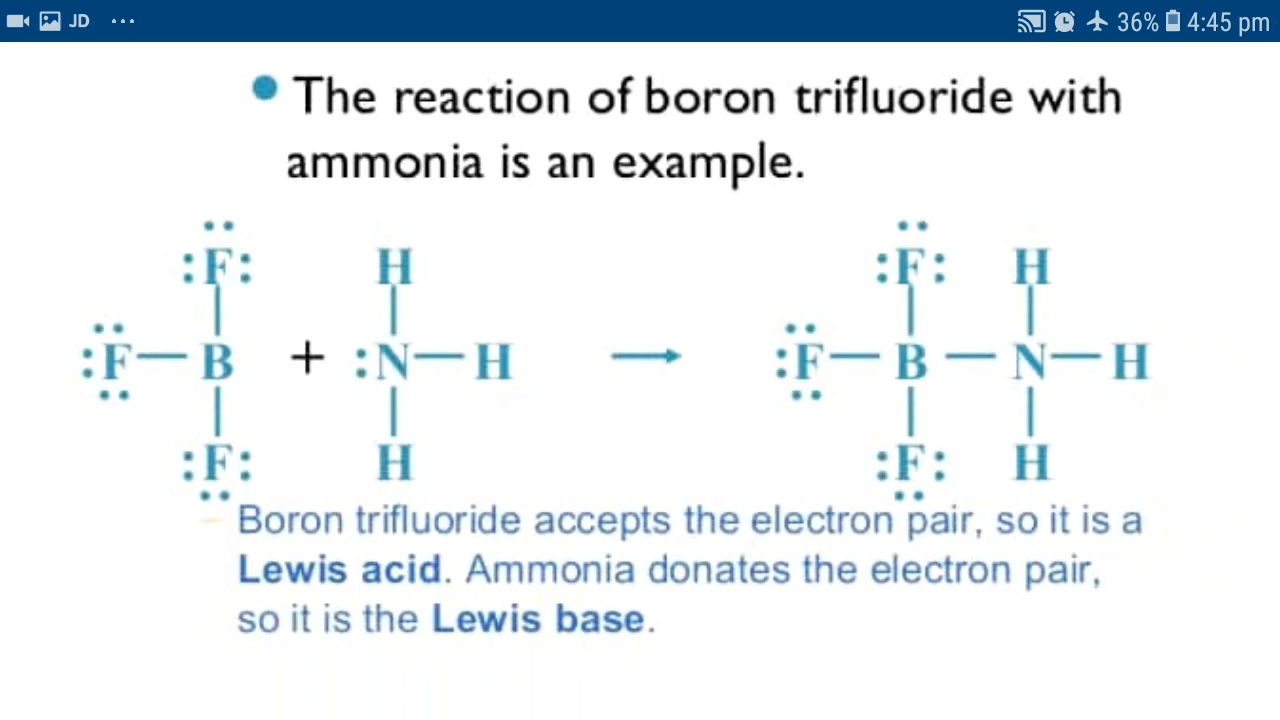 JD ... 36% 4:45 pm
• The reaction of boron trifluoride with
ammonia is an example.
:F: H :F: H
:F — B + :N — H → :F — B — N — H
:F: H :F: H
– Boron trifluoride accepts the electron pair, so it is a
Lewis acid. Ammonia donates the electron pair,
so it is the Lewis base.